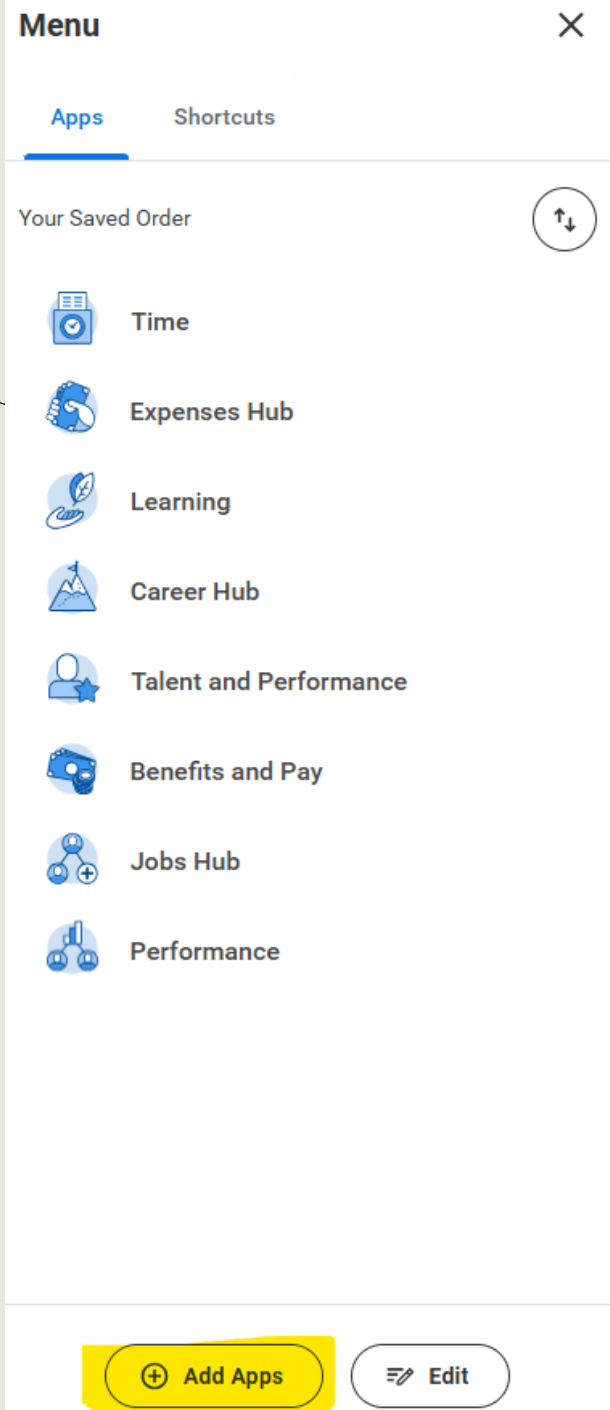 Menu
Apps Shortcuts
Your Saved Order
Time
Expenses Hub
Learning
Career Hub
Talent and Performance
Benefits and Pay
Jobs Hub
Performance
Add Apps Edit